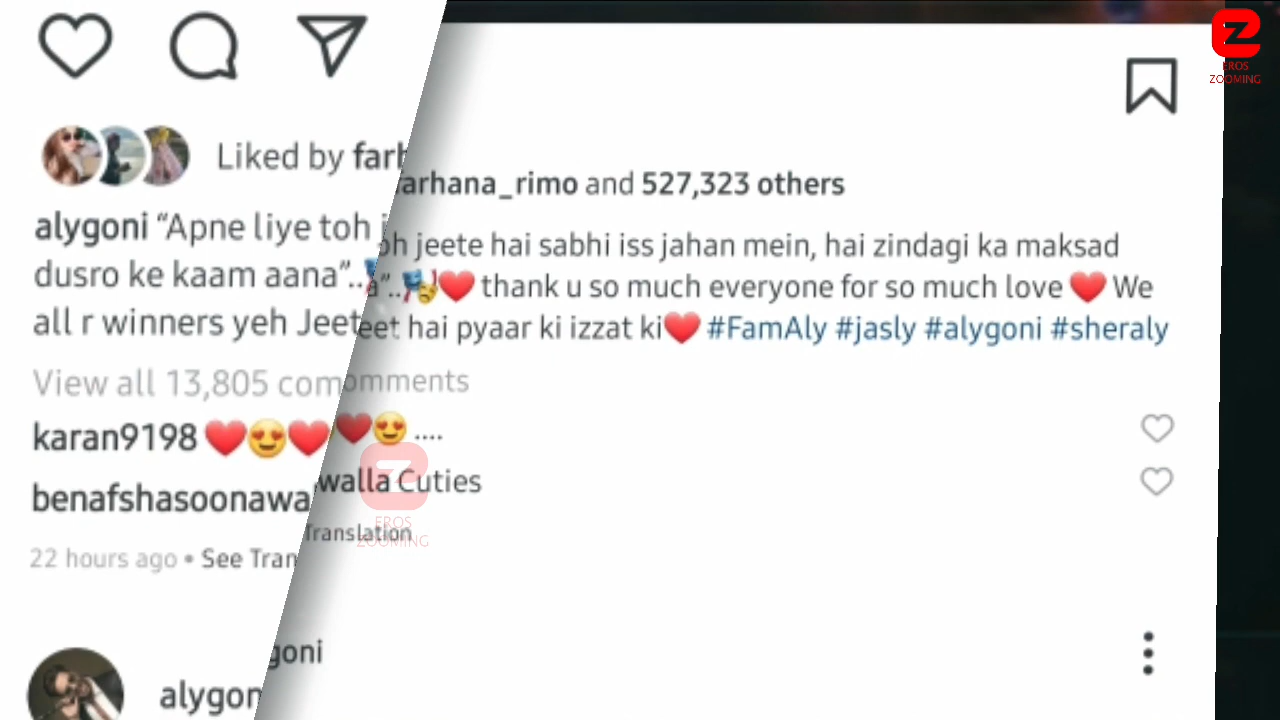 EROS
ZOOMING
Liked by farh
arhana_rimo and 527,323 others
alygoni “Apne liye toh j
oh jeete hai sabhi iss jahan mein, hai zindagi ka maksad
dusro ke kaam aana”..
a”..🎭❤️ thank u so much everyone for so much love ❤️ We
all r winners yeh Jeet
eet hai pyaar ki izzat ki❤️ #FamAly #jasly #alygoni #sheraly
View all 13,805 com
omments
karan9198 ❤️😍❤️
❤️😍 ....
benafshasoonawa
walla Cuties
EROS
ZOOMING
22 hours ago • See Tran
Translation
goni
alygon